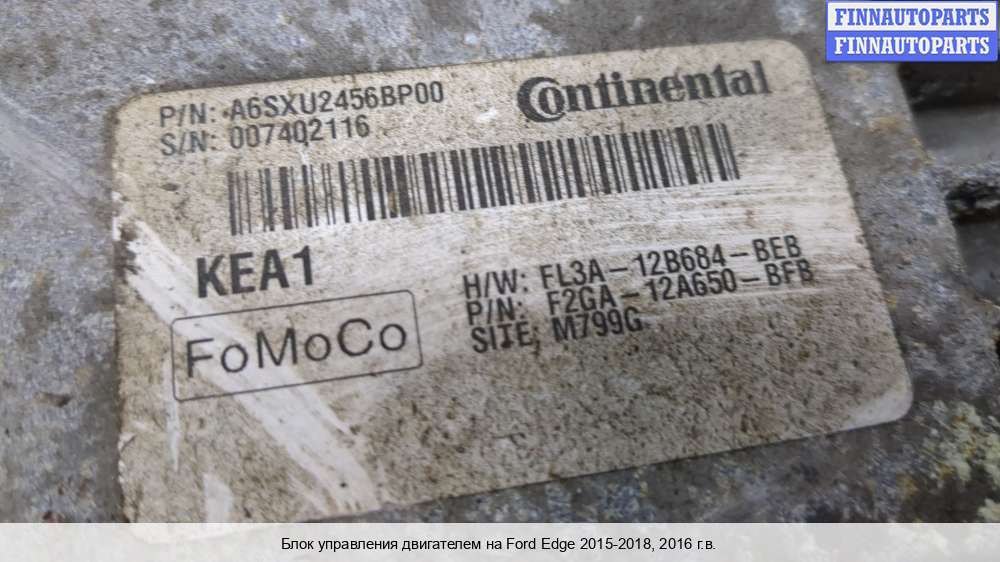 FINNAUTOPARTS
FINNAUTOPARTS
Continental
P/N: A6SXU2456BP00
S/N: 007402116
KEA1
FoMoCo
H/W: FL3A-12B684-BEB
P/N: F2GA-12A650-BFB
SITE: M799G
Блок управления двигателем на Ford Edge 2015-2018, 2016 г.в.